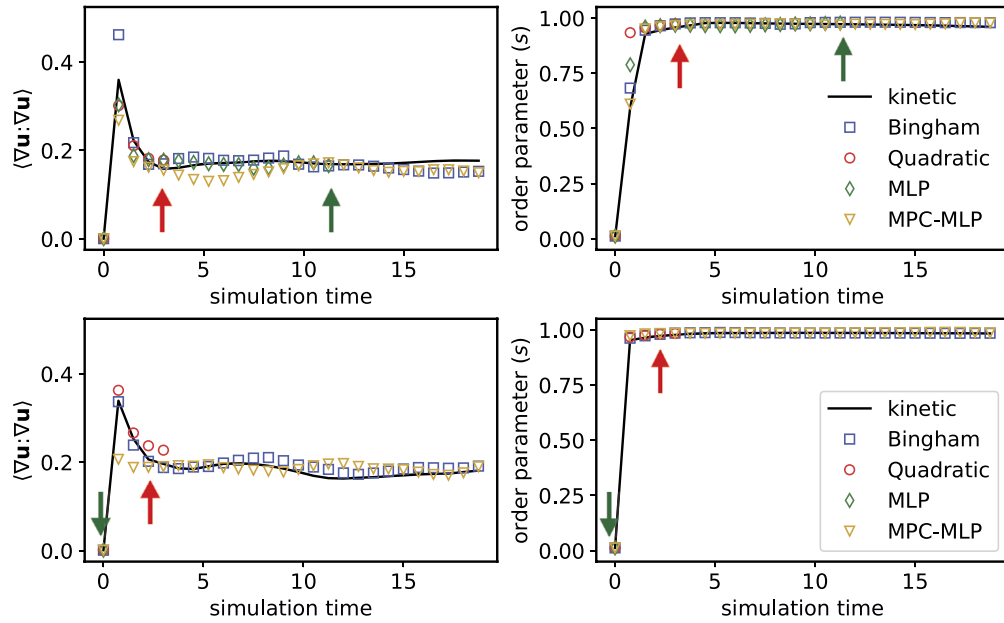 ⟨∇u:∇u⟩
0.4
0.2
0.0
0
5
10
15
simulation time
order parameter (s)
1.00
0.75
0.50
0.25
0.00
0
5
10
15
simulation time
kinetic
Bingham
Quadratic
MLP
MPC-MLP
⟨∇u:∇u⟩
0.4
0.2
0.0
0
5
10
15
simulation time
order parameter (s)
1.00
0.75
0.50
0.25
0.00
0
5
10
15
simulation time
kinetic
Bingham
Quadratic
MLP
MPC-MLP